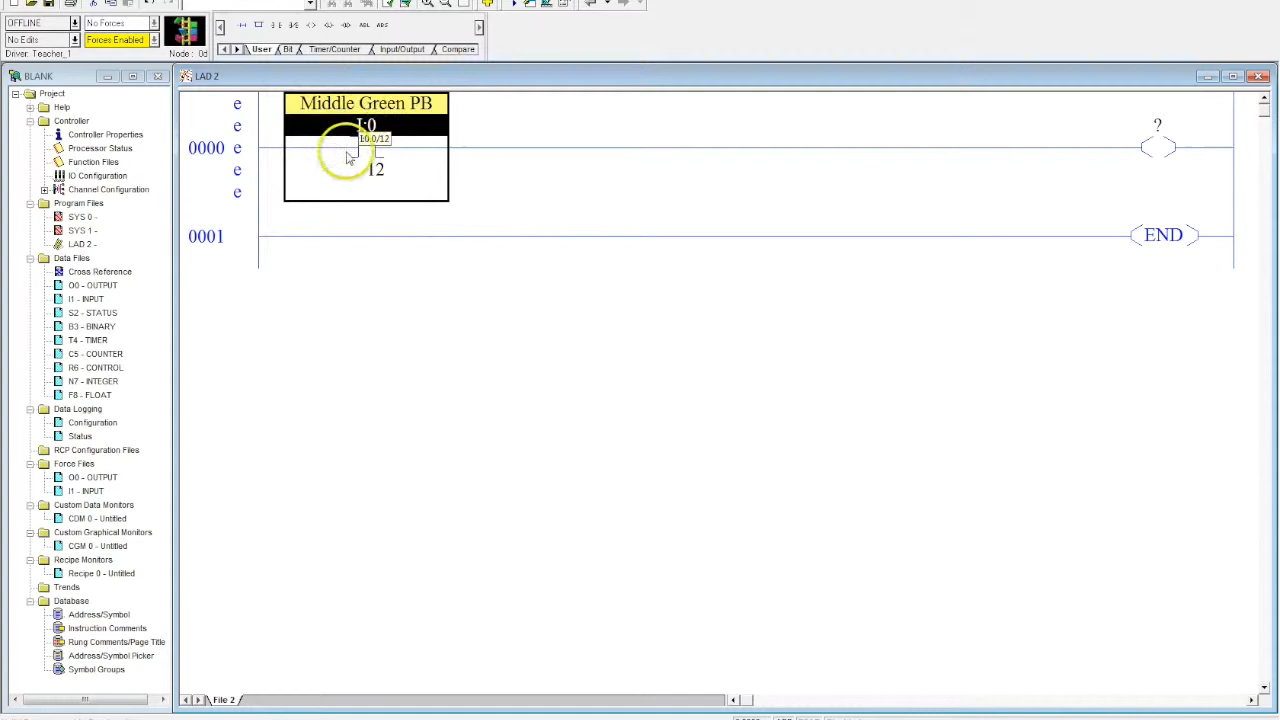 OFFLINE
No Forces
No Edits
Forces Enabled
Driver: Teacher_1
Node : 0d
User
Bit
Timer/Counter
Input/Output
Compare
BLANK
LAD 2
Project
Help
Controller
Controller Properties
Processor Status
Function Files
IO Configuration
Channel Configuration
Program Files
SYS 0 -
SYS 1 -
LAD 2 -
Data Files
Cross Reference
O0 - OUTPUT
I1 - INPUT
S2 - STATUS
B3 - BINARY
T4 - TIMER
C5 - COUNTER
R6 - CONTROL
N7 - INTEGER
F8 - FLOAT
Data Logging
Configuration
Status
RCP Configuration Files
Force Files
O0 - OUTPUT
I1 - INPUT
Custom Data Monitors
CDM 0 - Untitled
Custom Graphical Monitors
CGM 0 - Untitled
Recipe Monitors
Recipe 0 - Untitled
Trends
Database
Address/Symbol
Instruction Comments
Rung Comments/Page Title
Address/Symbol Picker
Symbol Groups
e
e
0000 e
e
e
Middle Green PB
I:0
I:0.0/12
12
?
0001
END
File 2